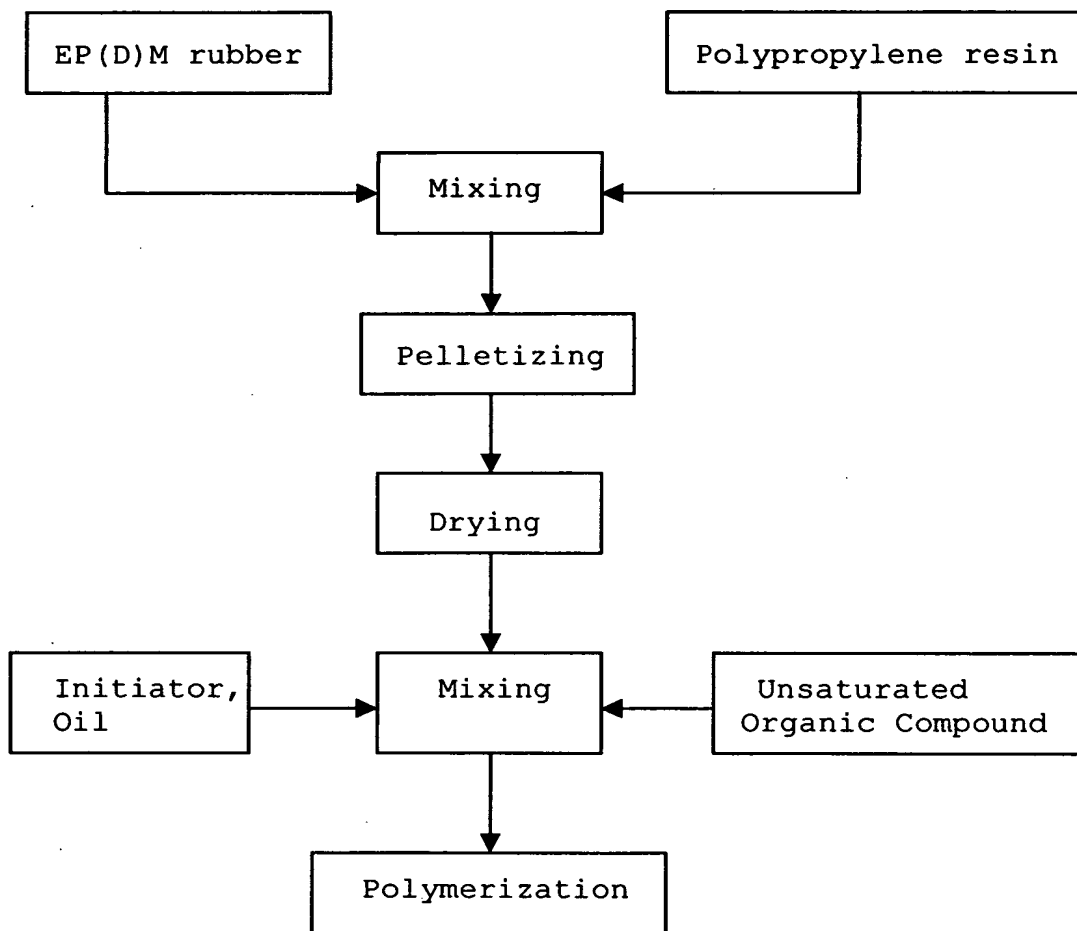 EP(D)M rubber
Polypropylene resin
Mixing
Pelletizing
Drying
Initiator,
Oil
Mixing
Unsaturated
Organic Compound
Polymerization